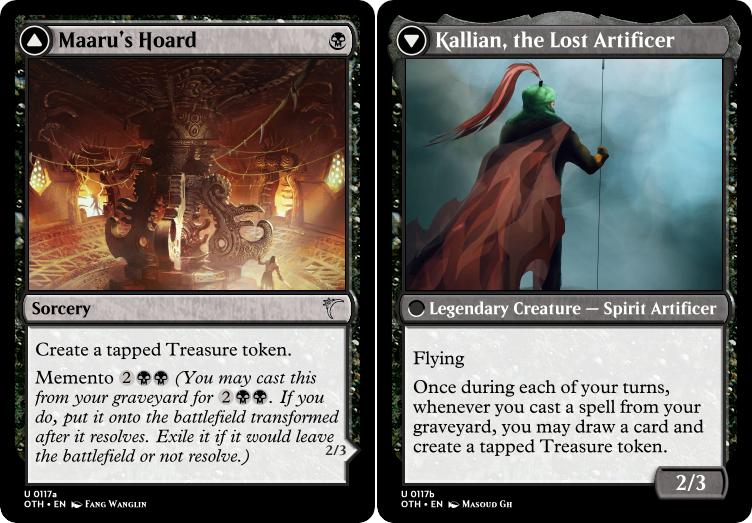 Maaru's Hoard
Sorcery
Create a tapped Treasure token.
Memento 2 (You may cast this
from your graveyard for 2. If you
do, put it onto the battlefield transformed
after it resolves. Exile it if it would leave
the battlefield or not resolve.)
2/3
U 0117a
OTH • EN Fang Wanglin
Kallian, the Lost Artificer
Legendary Creature — Spirit Artificer
Flying
Once during each of your turns,
whenever you cast a spell from your
graveyard, you may draw a card and
create a tapped Treasure token.
2/3
U 0117b
OTH • EN Masoud Gh